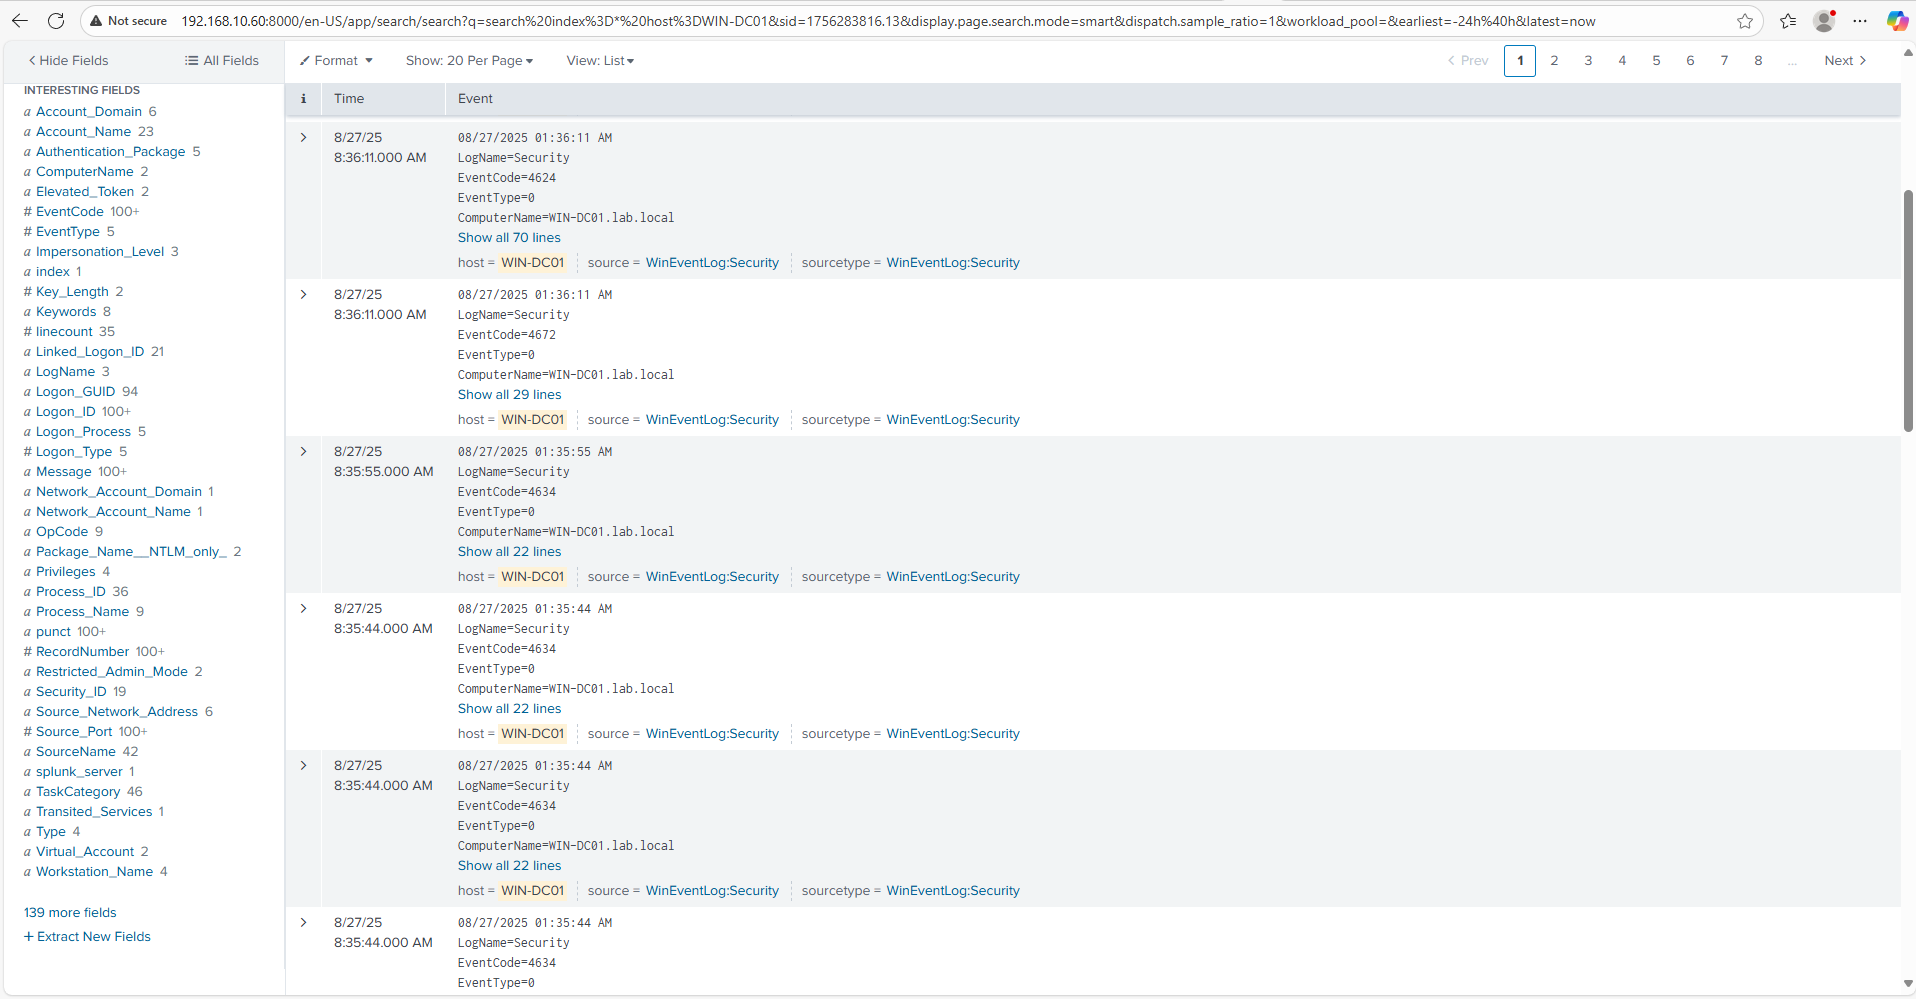 Not secure 192.168.10.60:8000/en-US/app/search/search?q=search%20index%3D*%20host%3DWIN-DC01&sid=1756283816.13&display.page.search.mode=smart&dispatch.sample_ratio=1&workload_pool=&earliest=-24h%40h&latest=now
Hide Fields All Fields
Format Show: 20 Per Page View: List
Prev 1 2 3 4 5 6 7 8 ... Next
INTERESTING FIELDS
a Account_Domain 6
a Account_Name 23
a Authentication_Package 5
a ComputerName 2
a Elevated_Token 2
# EventCode 100+
# EventType 5
a Impersonation_Level 3
a index 1
# Key_Length 2
a Keywords 8
# linecount 35
a Linked_Logon_ID 21
a LogName 3
a Logon_GUID 94
a Logon_ID 100+
a Logon_Process 5
# Logon_Type 5
a Message 100+
a Network_Account_Domain 1
a Network_Account_Name 1
a OpCode 9
a Package_Name__NTLM_only_ 2
a Privileges 4
a Process_ID 36
a Process_Name 9
a punct 100+
# RecordNumber 100+
a Restricted_Admin_Mode 2
a Security_ID 19
a Source_Network_Address 6
# Source_Port 100+
a SourceName 42
a splunk_server 1
a TaskCategory 46
a Transited_Services 1
a Type 4
a Virtual_Account 2
a Workstation_Name 4
139 more fields
+ Extract New Fields
i Time Event
8/27/25
8:36:11.000 AM
08/27/2025 01:36:11 AM
LogName=Security
EventCode=4624
EventType=0
ComputerName=WIN-DC01.lab.local
Show all 70 lines
host = WIN-DC01 source = WinEventLog:Security sourcetype = WinEventLog:Security
8/27/25
8:36:11.000 AM
08/27/2025 01:36:11 AM
LogName=Security
EventCode=4672
EventType=0
ComputerName=WIN-DC01.lab.local
Show all 29 lines
host = WIN-DC01 source = WinEventLog:Security sourcetype = WinEventLog:Security
8/27/25
8:35:55.000 AM
08/27/2025 01:35:55 AM
LogName=Security
EventCode=4634
EventType=0
ComputerName=WIN-DC01.lab.local
Show all 22 lines
host = WIN-DC01 source = WinEventLog:Security sourcetype = WinEventLog:Security
8/27/25
8:35:44.000 AM
08/27/2025 01:35:44 AM
LogName=Security
EventCode=4634
EventType=0
ComputerName=WIN-DC01.lab.local
Show all 22 lines
host = WIN-DC01 source = WinEventLog:Security sourcetype = WinEventLog:Security
8/27/25
8:35:44.000 AM
08/27/2025 01:35:44 AM
LogName=Security
EventCode=4634
EventType=0
ComputerName=WIN-DC01.lab.local
Show all 22 lines
host = WIN-DC01 source = WinEventLog:Security sourcetype = WinEventLog:Security
8/27/25
8:35:44.000 AM
08/27/2025 01:35:44 AM
LogName=Security
EventCode=4634
EventType=0